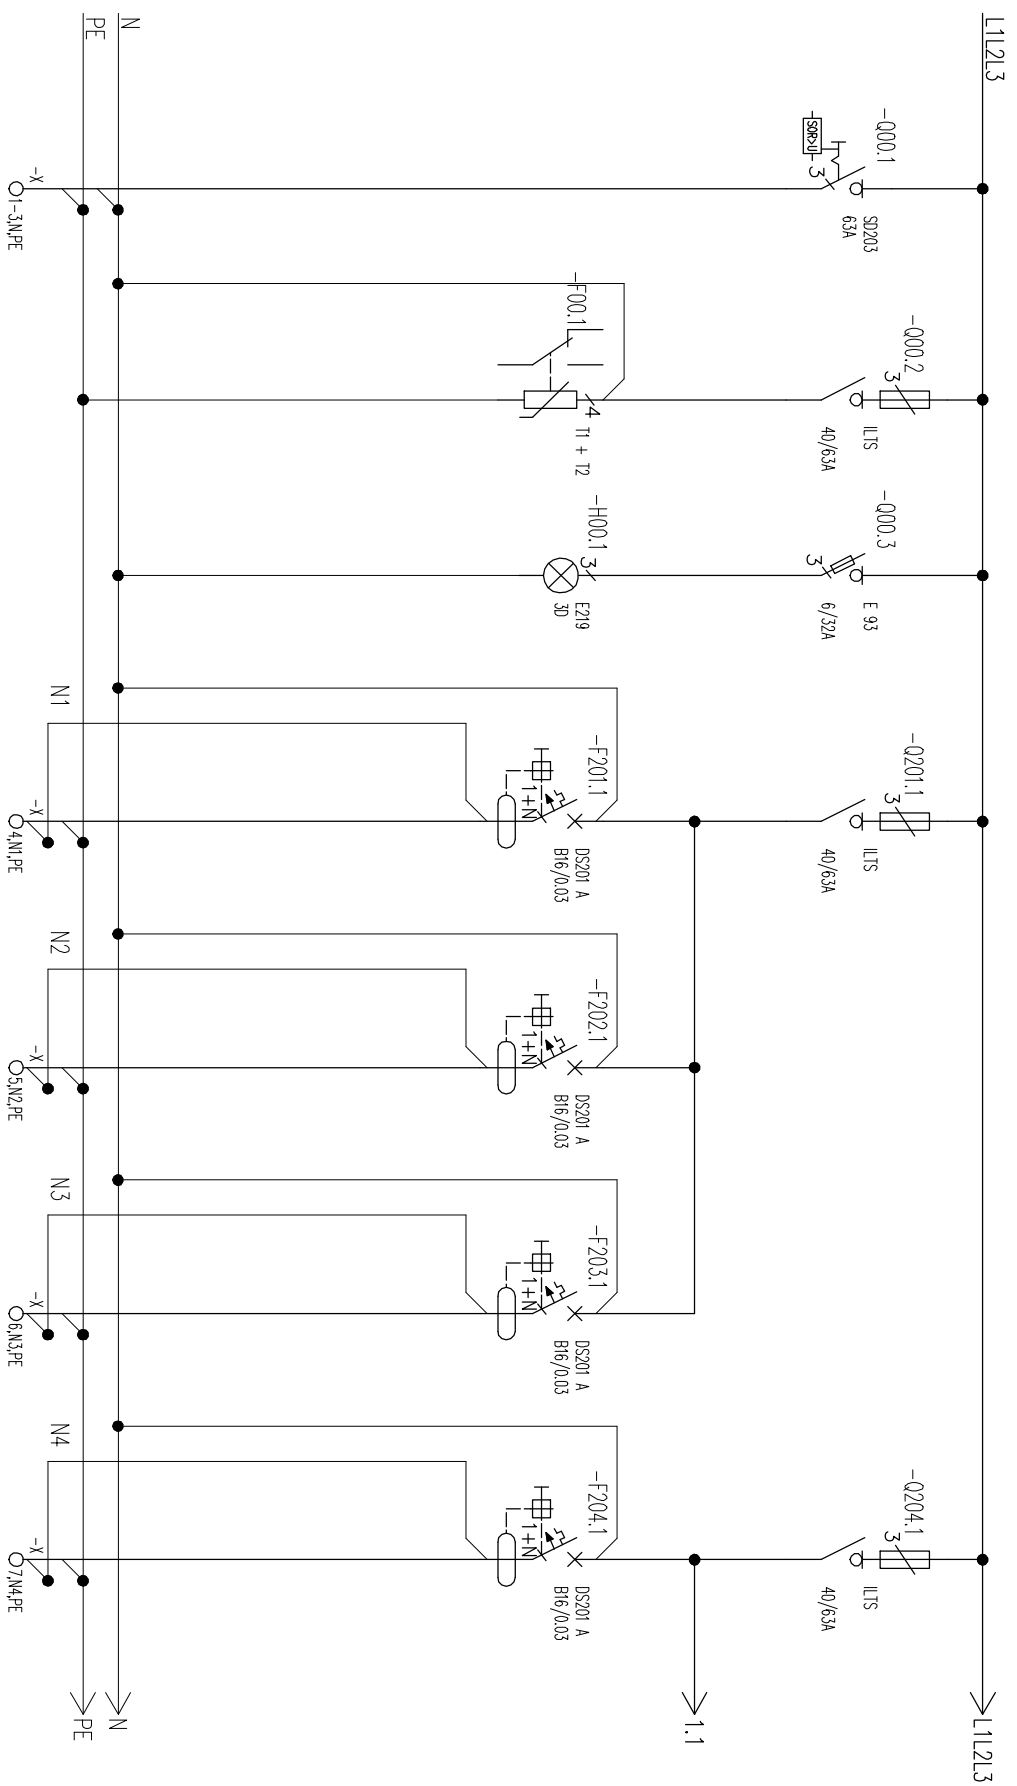 L1L2L3
N
PE
-Q00.1
SOR>U
3
SD203
63A
-X
1-3,N,PE
-Q00.2
3
ILTS
40/63A
-F00.1
4
T1 + T2
-Q00.3
3
E 93
6/32A
-H00.1
3
E219
3D
-Q201.1
3
ILTS
40/63A
-F201.1
1+N
DS201 A
B16/0.03
N1
-X
4,N1,PE
-F202.1
1+N
DS201 A
B16/0.03
N2
-X
5,N2,PE
-F203.1
1+N
DS201 A
B16/0.03
N3
-X
6,N3,PE
-Q204.1
3
ILTS
40/63A
-F204.1
1+N
DS201 A
B16/0.03
N4
-X
7,N4,PE
L1L2L3
1.1
N
PE